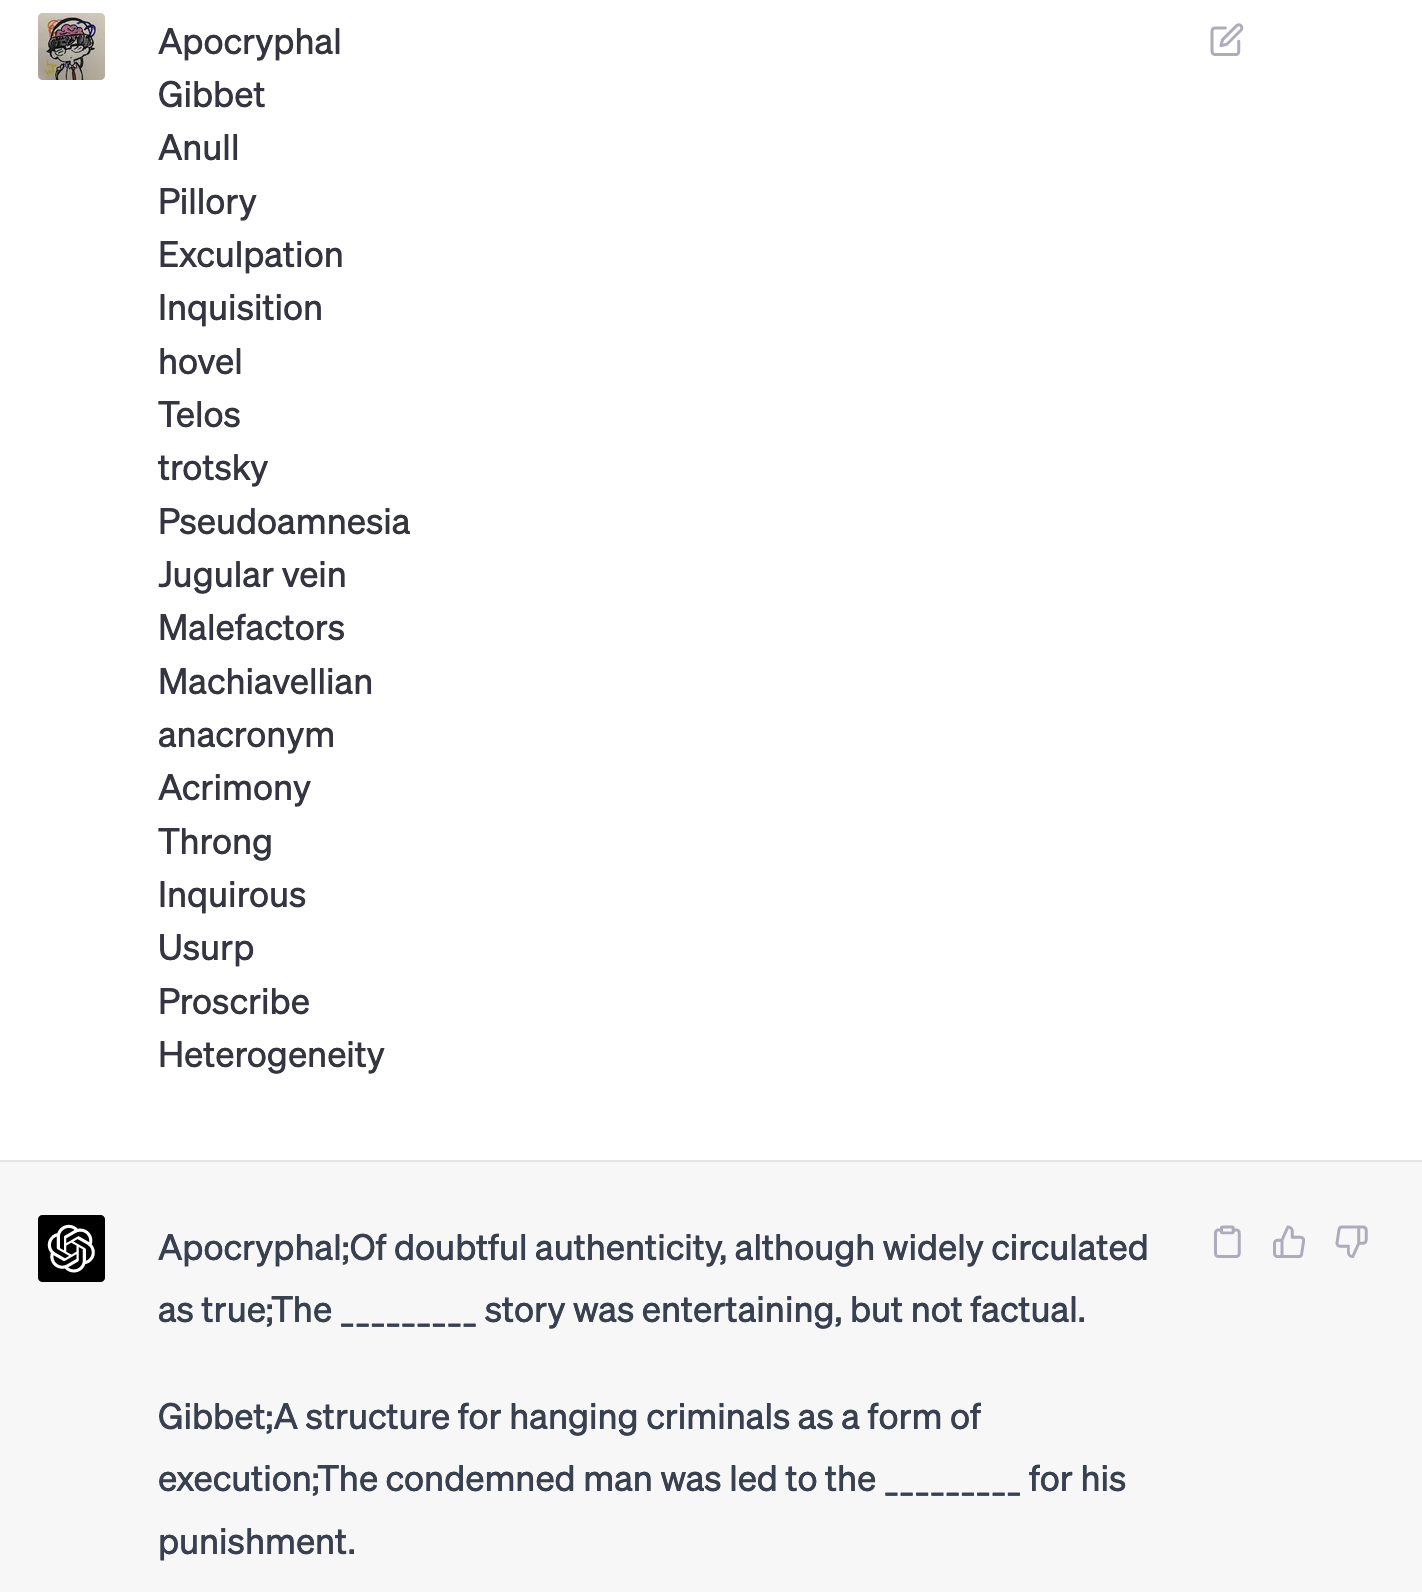 Apocryphal
Gibbet
Anull
Pillory
Exculpation
Inquisition
hovel
Telos
trotsky
Pseudoamnesia
Jugular vein
Malefactors
Machiavellian
anacronym
Acrimony
Throng
Inquirous
Usurp
Proscribe
Heterogeneity
Apocryphal;Of doubtful authenticity, although widely circulated
as true;The _________ story was entertaining, but not factual.
Gibbet;A structure for hanging criminals as a form of
execution;The condemned man was led to the _________ for his
punishment.